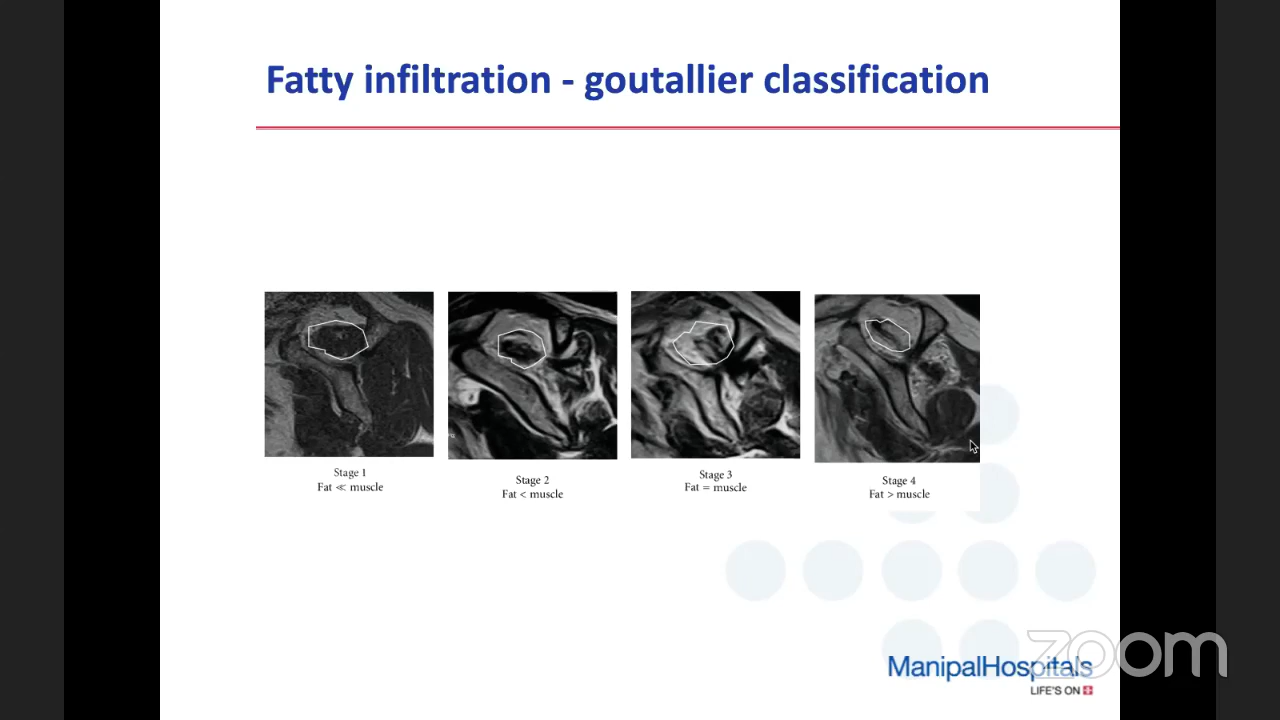 Fatty infiltration - goutallier classification
Stage 1
Fat ≪ muscle
Stage 2
Fat < muscle
Stage 3
Fat = muscle
Stage 4
Fat > muscle
ManipalHospitals
LIFE'S ON
zoom